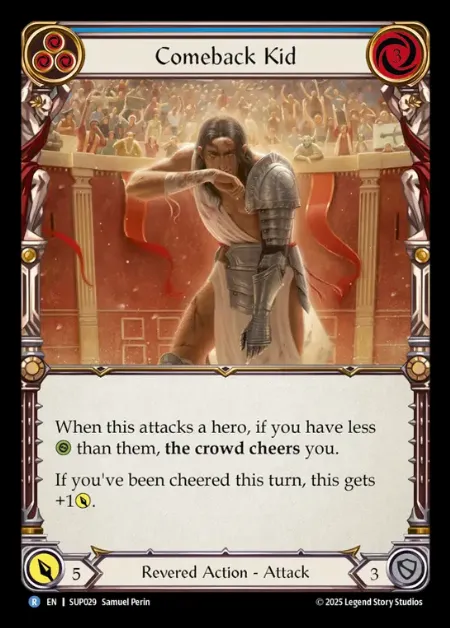 Comeback Kid
3
When this attacks a hero, if you have less
than them, the crowd cheers you.
If you've been cheered this turn, this gets
+1.
5
Revered Action - Attack
3
R EN | SUP029 Samuel Perin
© 2025 Legend Story Studios